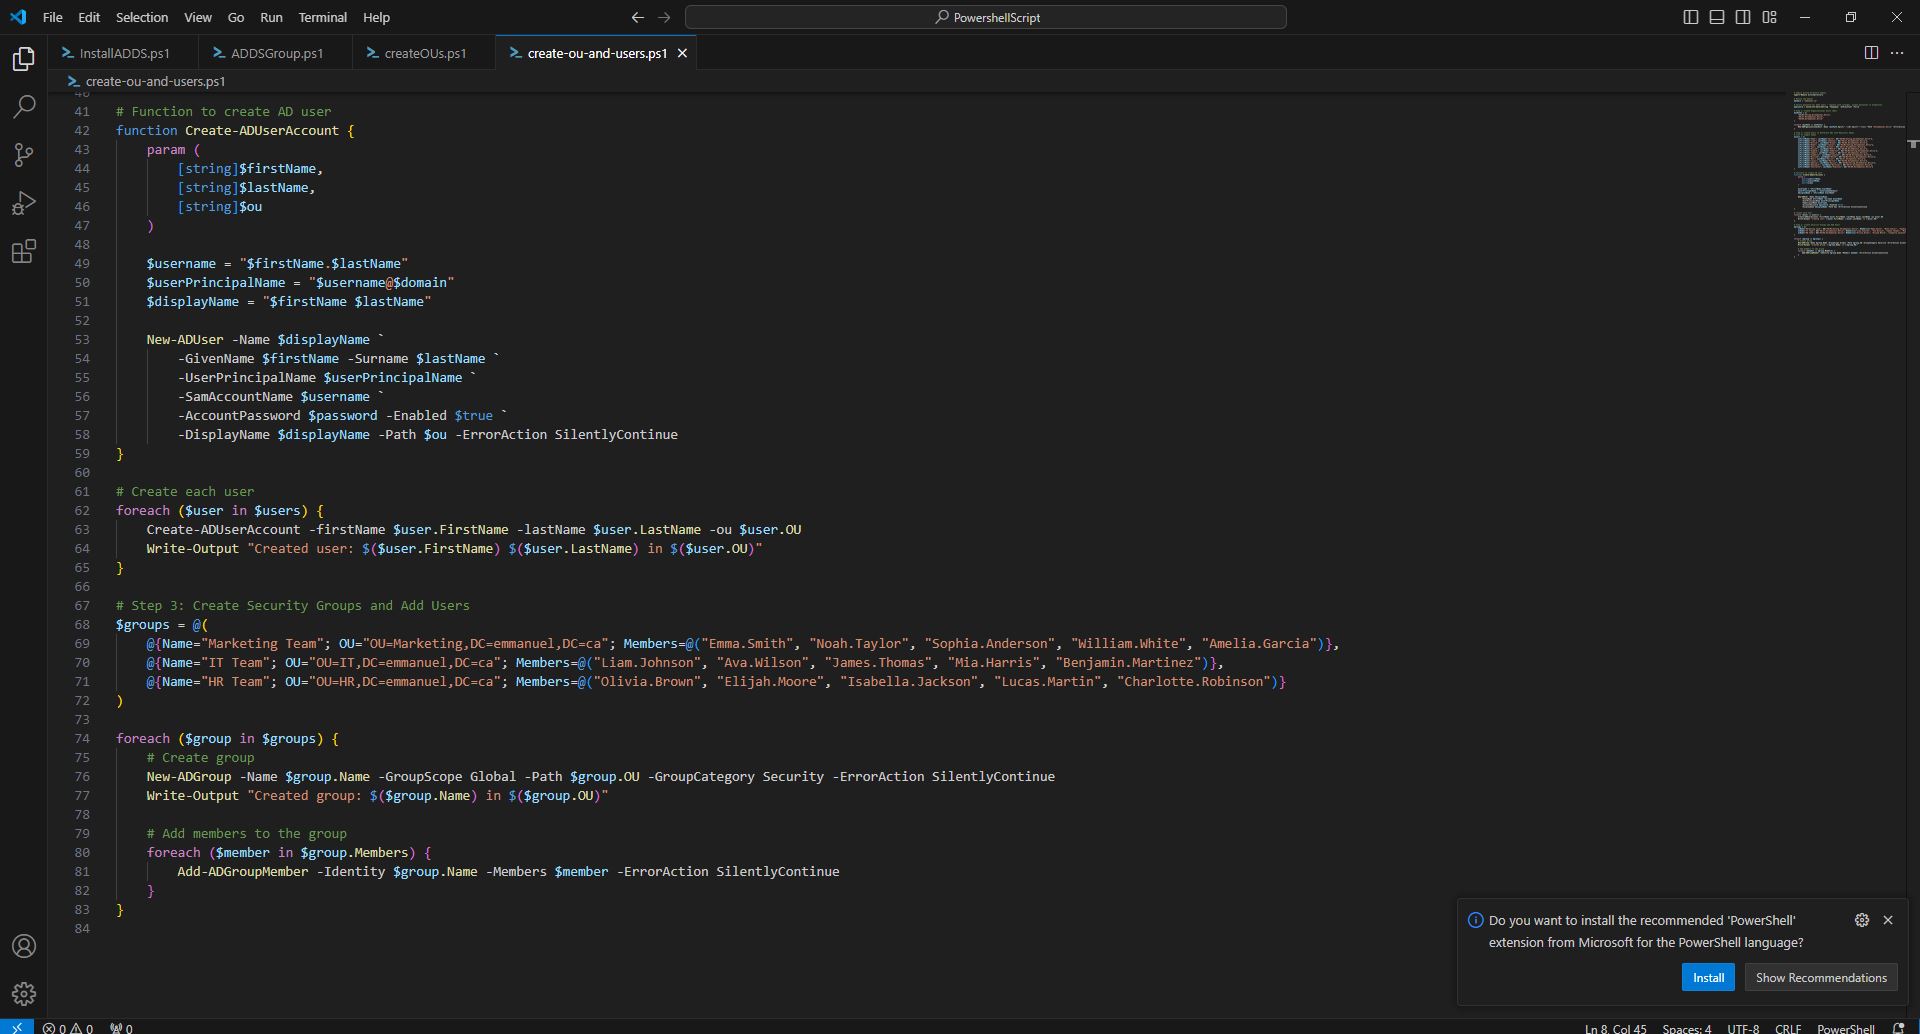 File Edit Selection View Go Run Terminal Help
PowershellScript
InstallADDS.ps1 ADDSGroup.ps1 createOUs.ps1 create-ou-and-users.ps1
create-ou-and-users.ps1
40
41 # Function to create AD user
42 function Create-ADUserAccount {
43 param (
44 [string]$firstName,
45 [string]$lastName,
46 [string]$ou
47 )
48
49 $username = "$firstName.$lastName"
50 $userPrincipalName = "$username@$domain"
51 $displayName = "$firstName $lastName"
52
53 New-ADUser -Name $displayName `
54 -GivenName $firstName -Surname $lastName `
55 -UserPrincipalName $userPrincipalName `
56 -SamAccountName $username `
57 -AccountPassword $password -Enabled $true `
58 -DisplayName $displayName -Path $ou -ErrorAction SilentlyContinue
59 }
60
61 # Create each user
62 foreach ($user in $users) {
63 Create-ADUserAccount -firstName $user.FirstName -lastName $user.LastName -ou $user.OU
64 Write-Output "Created user: $($user.FirstName) $($user.LastName) in $($user.OU)"
65 }
66
67 # Step 3: Create Security Groups and Add Users
68 $groups = @(
69 @{Name="Marketing Team"; OU="OU=Marketing,DC=emmanuel,DC=ca"; Members=@("Emma.Smith", "Noah.Taylor", "Sophia.Anderson", "William.White", "Amelia.Garcia")},
70 @{Name="IT Team"; OU="OU=IT,DC=emmanuel,DC=ca"; Members=@("Liam.Johnson", "Ava.Wilson", "James.Thomas", "Mia.Harris", "Benjamin.Martinez")},
71 @{Name="HR Team"; OU="OU=HR,DC=emmanuel,DC=ca"; Members=@("Olivia.Brown", "Elijah.Moore", "Isabella.Jackson", "Lucas.Martin", "Charlotte.Robinson")}
72 )
73
74 foreach ($group in $groups) {
75 # Create group
76 New-ADGroup -Name $group.Name -GroupScope Global -Path $group.OU -GroupCategory Security -ErrorAction SilentlyContinue
77 Write-Output "Created group: $($group.Name) in $($group.OU)"
78
79 # Add members to the group
80 foreach ($member in $group.Members) {
81 Add-ADGroupMember -Identity $group.Name -Members $member -ErrorAction SilentlyContinue
82 }
83 }
84
Do you want to install the recommended 'PowerShell'
extension from Microsoft for the PowerShell language?
Install Show Recommendations
0 0 0 Ln 8, Col 45 Spaces: 4 UTF-8 CRLF PowerShell